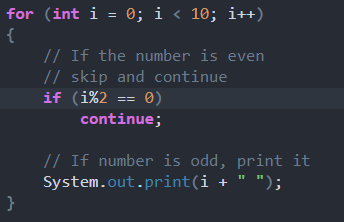 for (int i = 0; i < 10; i++)
{
    // If the number is even
    // skip and continue
    if (i%2 == 0)
        continue;

    // If number is odd, print it
    System.out.print(i + " ");
}